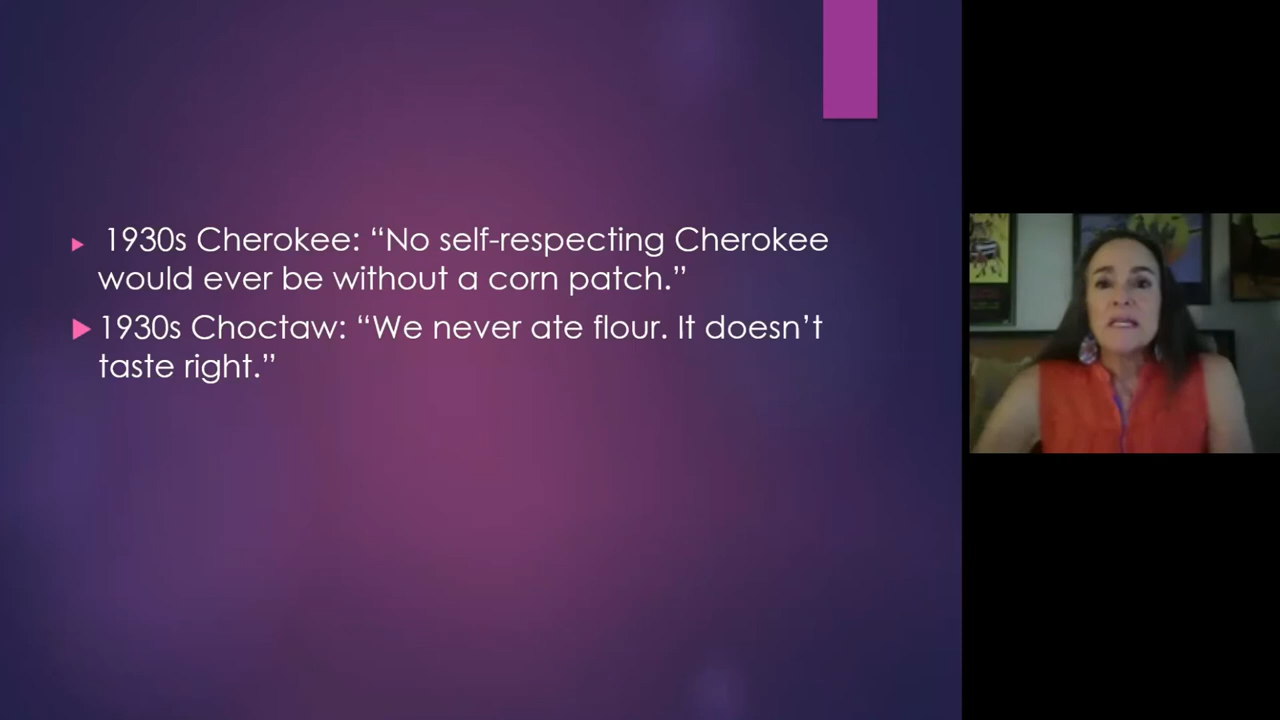 1930s Cherokee: “No self-respecting Cherokee
would ever be without a corn patch.”
1930s Choctaw: “We never ate flour. It doesn’t
taste right.”